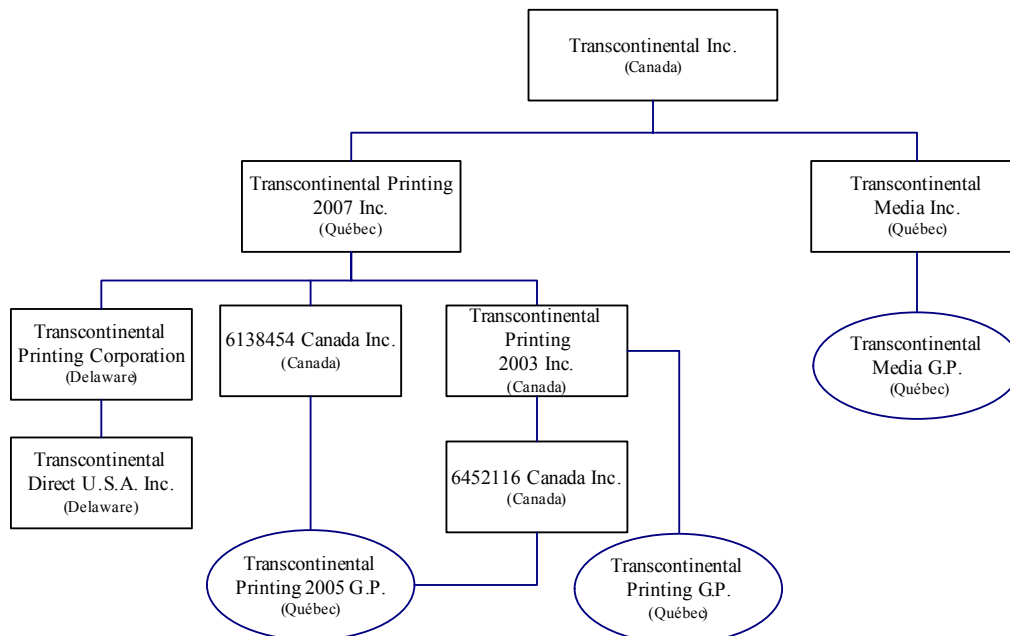 Transcontinental Inc.
(Canada)
Transcontinental Printing
2007 Inc.
(Québec)
Transcontinental
Media Inc.
(Québec)
Transcontinental
Printing Corporation
(Delaware)
6138454 Canada Inc.
(Canada)
Transcontinental
Printing
2003 Inc.
(Canada)
Transcontinental
Media G.P.
(Québec)
Transcontinental
Direct U.S.A. Inc.
(Delaware)
6452116 Canada Inc.
(Canada)
Transcontinental
Printing 2005 G.P.
(Québec)
Transcontinental
Printing G.P.
(Québec)